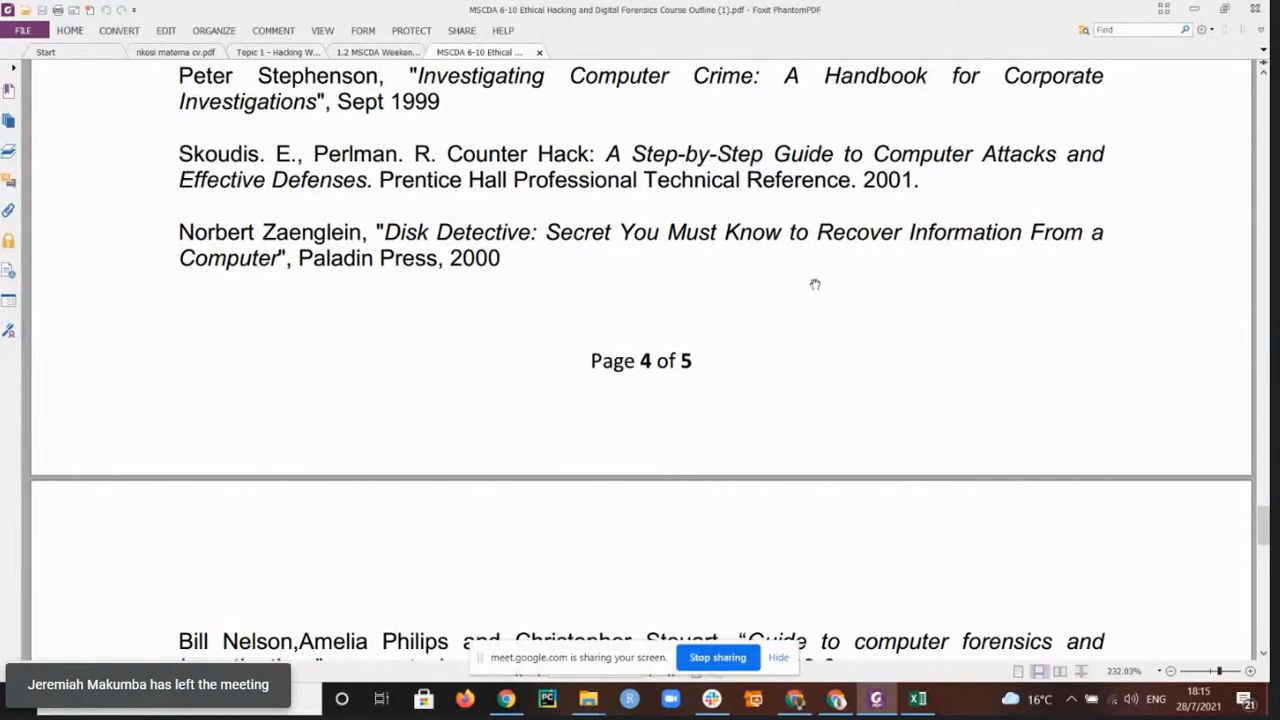 MSCDA 6-10 Ethical Hacking and Digital Forensics Course Outline (1).pdf - Foxit PhantomPDF
FILE HOME CONVERT EDIT ORGANIZE COMMENT VIEW FORM PROTECT SHARE HELP
Find
Start nkosi matema cv.pdf Topic 1 - Hacking W... 1.2 MSCDA Weeken... MSCDA 6-10 Ethical ...
Peter Stephenson, "Investigating Computer Crime: A Handbook for Corporate
Investigations", Sept 1999
Skoudis. E., Perlman. R. Counter Hack: A Step-by-Step Guide to Computer Attacks and
Effective Defenses. Prentice Hall Professional Technical Reference. 2001.
Norbert Zaenglein, "Disk Detective: Secret You Must Know to Recover Information From a
Computer", Paladin Press, 2000
Page 4 of 5
Bill Nelson,Amelia Philips and Christopher Steuart, "Guide to computer forensics and
meet.google.com is sharing your screen. Stop sharing Hide
232.03%
Jeremiah Makumba has left the meeting
16°C ENG 18:15
28/7/2021
21